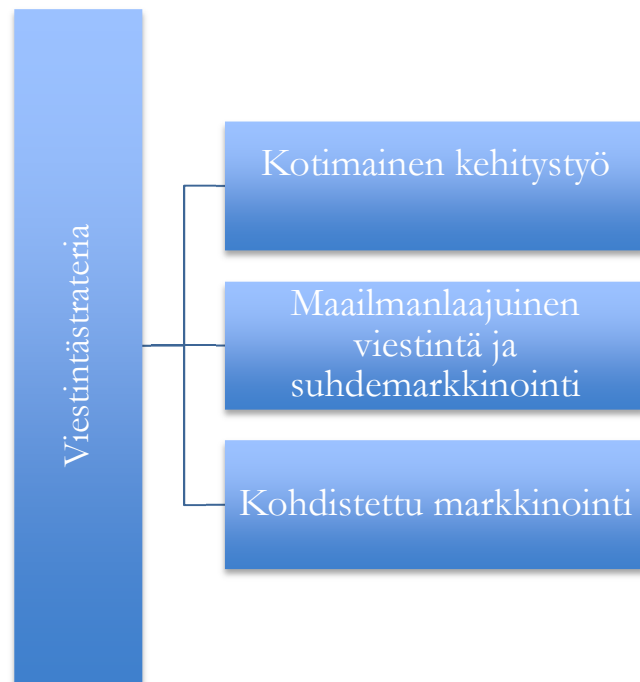 Viestintästrateria
Kotimainen kehitystyö
Maailmanlaajuinen
viestintä ja
suhdemarkkinointi
Kohdistettu markkinointi